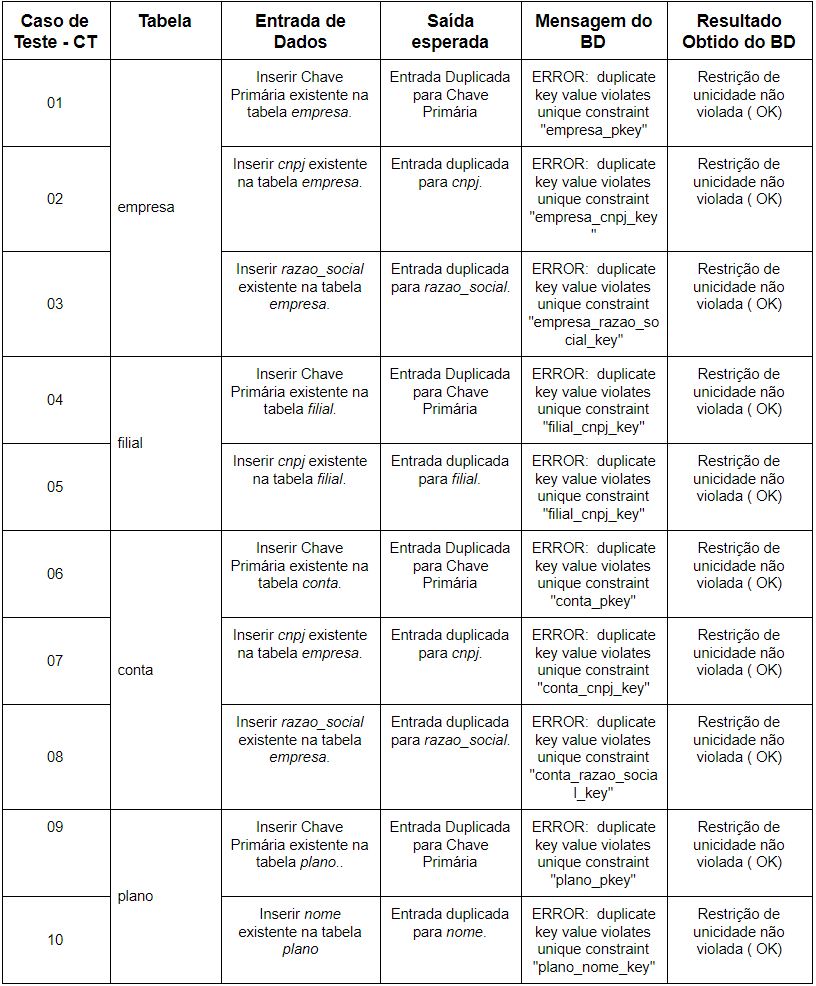 Caso de Teste - CT
Tabela
Entrada de Dados
Saída esperada
Mensagem do BD
Resultado Obtido do BD
01
empresa
Inserir Chave
Primária existente na
tabela empresa.
Entrada Duplicada
para Chave
Primária
ERROR:  duplicate
key value violates
unique constraint
"empresa_pkey"
Restrição de
unicidade não
violada ( OK)
02
Inserir cnpj existente
na tabela empresa.
Entrada duplicada
para cnpj.
ERROR:  duplicate
key value violates
unique constraint
"empresa_cnpj_key
"
Restrição de
unicidade não
violada ( OK)
03
Inserir razao_social
existente na tabela
empresa.
Entrada duplicada
para razao_social.
ERROR:  duplicate
key value violates
unique constraint
"empresa_razao_so
cial_key"
Restrição de
unicidade não
violada ( OK)
04
filial
Inserir Chave
Primária existente na
tabela filial.
Entrada Duplicada
para Chave
Primária
ERROR:  duplicate
key value violates
unique constraint
"filial_cnpj_key"
Restrição de
unicidade não
violada ( OK)
05
Inserir cnpj existente
na tabela filial.
Entrada duplicada
para filial.
ERROR:  duplicate
key value violates
unique constraint
"filial_cnpj_key"
Restrição de
unicidade não
violada ( OK)
06
conta
Inserir Chave
Primária existente na
tabela conta.
Entrada Duplicada
para Chave
Primária
ERROR:  duplicate
key value violates
unique constraint
"conta_pkey"
Restrição de
unicidade não
violada ( OK)
07
Inserir cnpj existente
na tabela empresa.
Entrada duplicada
para cnpj.
ERROR:  duplicate
key value violates
unique constraint
"conta_cnpj_key"
Restrição de
unicidade não
violada ( OK)
08
Inserir razao_social
existente na tabela
empresa.
Entrada duplicada
para razao_social.
ERROR:  duplicate
key value violates
unique constraint
"conta_razao_socia
l_key"
Restrição de
unicidade não
violada ( OK)
09
plano
Inserir Chave
Primária existente na
tabela plano..
Entrada Duplicada
para Chave
Primária
ERROR:  duplicate
key value violates
unique constraint
"plano_pkey"
Restrição de
unicidade não
violada ( OK)
10
Inserir nome
existente na tabela
plano
Entrada duplicada
para nome.
ERROR:  duplicate
key value violates
unique constraint
"plano_nome_key"
Restrição de
unicidade não
violada ( OK)